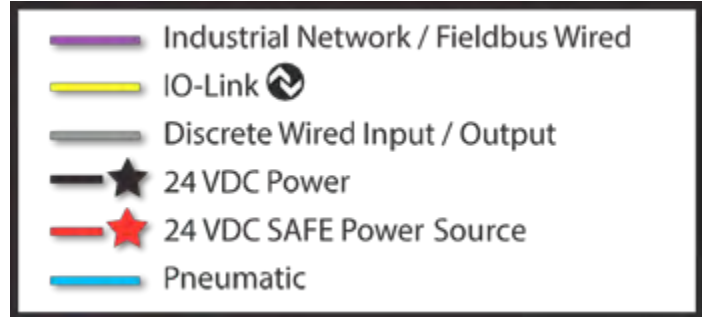 Industrial Network / Fieldbus Wired
IO-Link
Discrete Wired Input / Output
24 VDC Power
24 VDC SAFE Power Source
Pneumatic